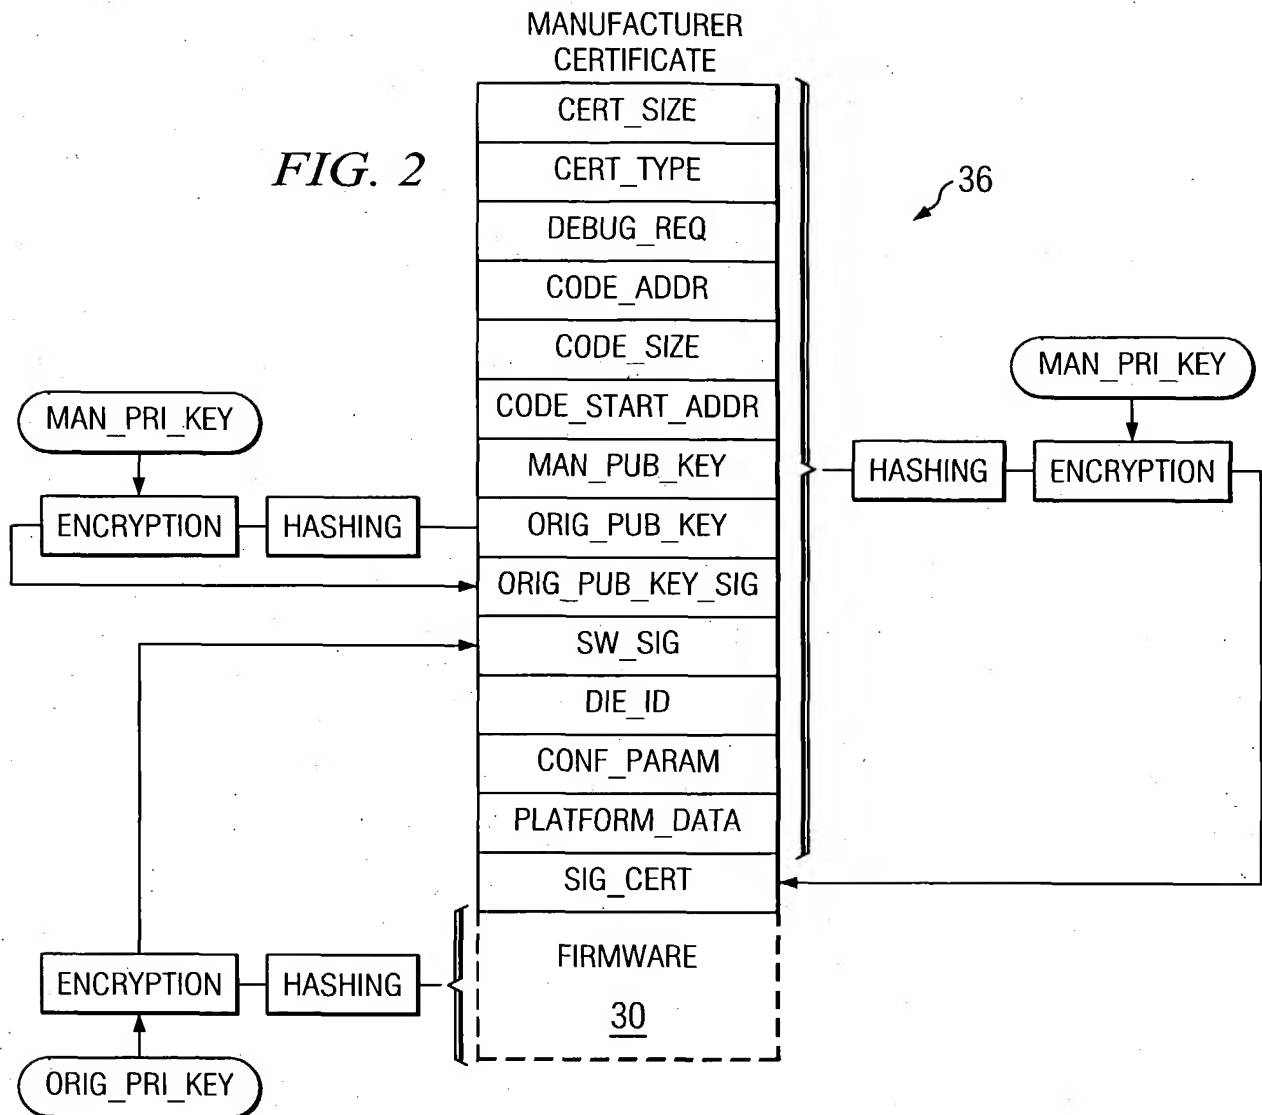 MANUFACTURER
CERTIFICATE
FIG. 2
36
CERT_SIZE
CERT_TYPE
DEBUG_REQ
CODE_ADDR
CODE_SIZE
CODE_START_ADDR
MAN_PUB_KEY
ORIG_PUB_KEY
ORIG_PUB_KEY_SIG
SW_SIG
DIE_ID
CONF_PARAM
PLATFORM_DATA
SIG_CERT
FIRMWARE
30
MAN_PRI_KEY
ENCRYPTION
HASHING
MAN_PRI_KEY
HASHING
ENCRYPTION
ENCRYPTION
HASHING
ORIG_PRI_KEY